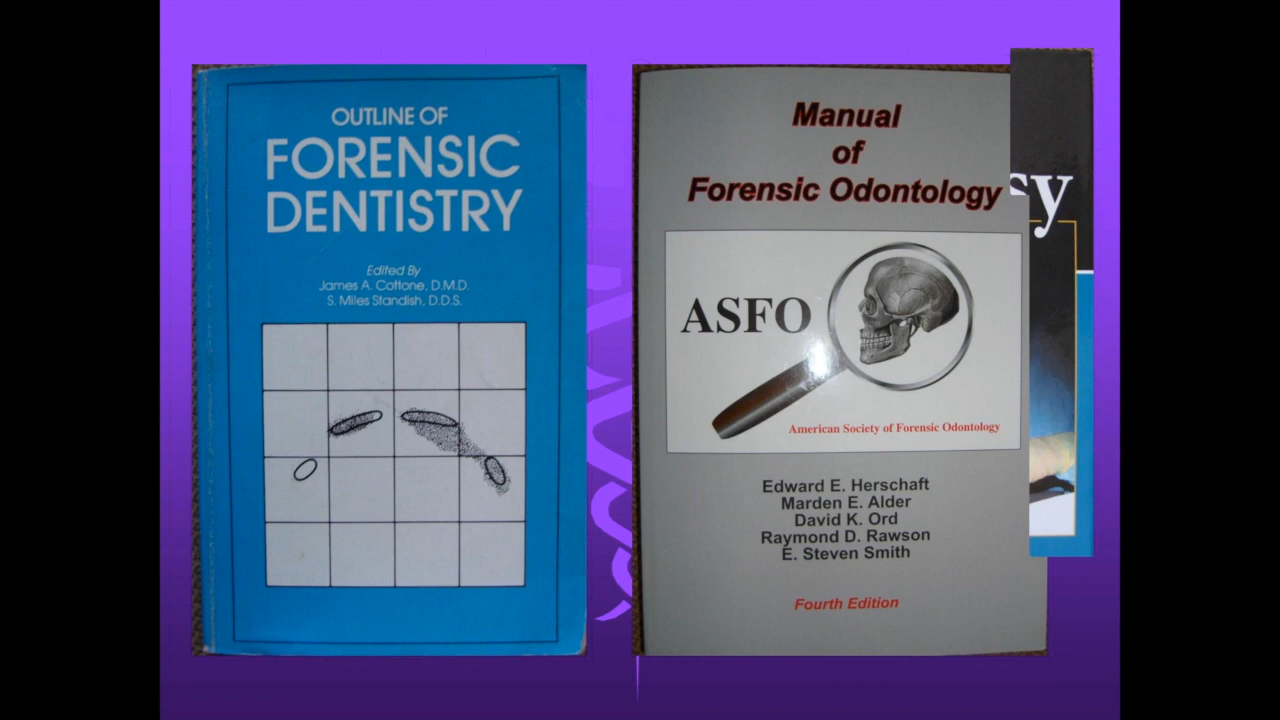 OUTLINE OF
FORENSIC
DENTISTRY
Edited By
James A. Cottone, D.M.D.
S. Miles Standish, D.D.S.
Manual
of
Forensic Odontology
ASFO
American Society of Forensic Odontology
Edward E. Herschaft
Marden E. Alder
David K. Ord
Raymond D. Rawson
E. Steven Smith
Fourth Edition